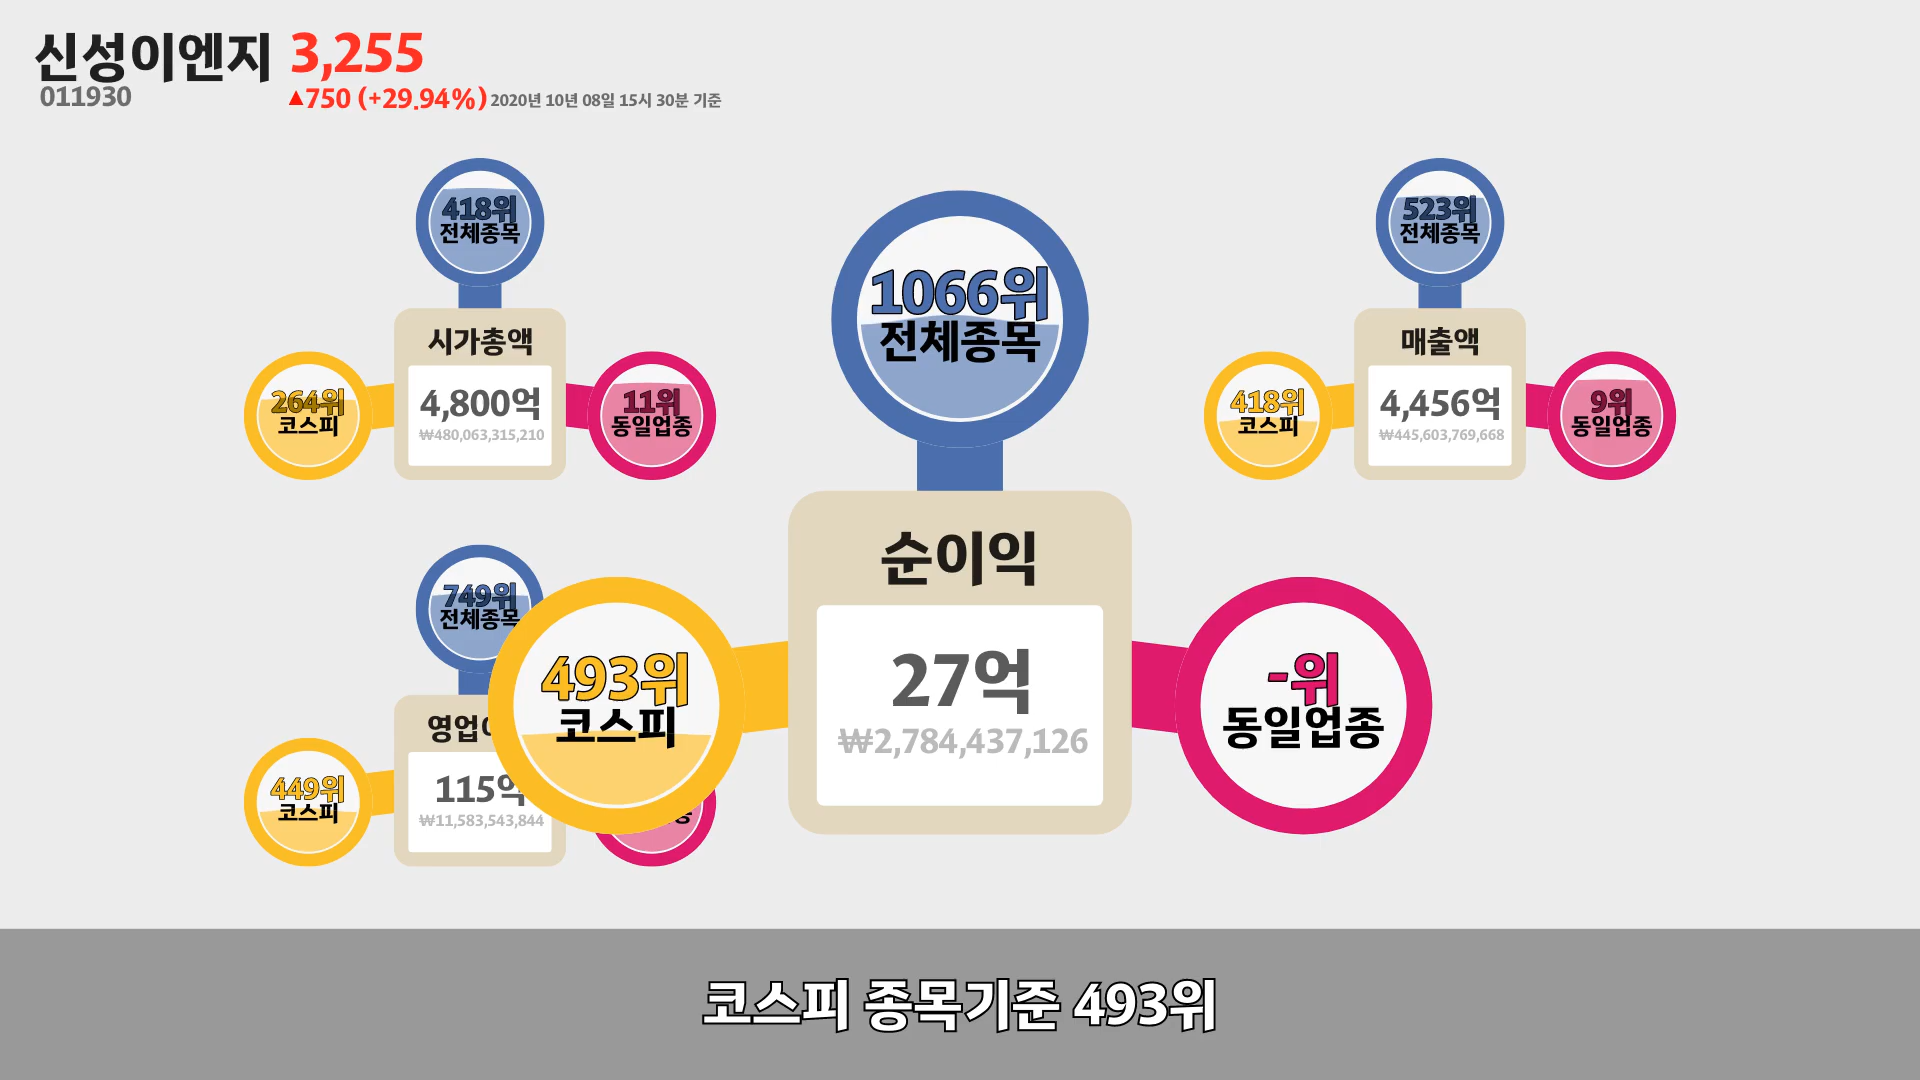 신성이엔지 3,255
011930
▲750 (+29.94%) 2020년 10년 08일 15시 30분 기준
418위
전체종목
시가총액
4,800억
₩480,063,315,210
264위
코스피
11위
동일업종
1066위
전체종목
순이익
27억
₩2,784,437,126
493위
코스피
-위
동일업종
523위
전체종목
매출액
4,456억
₩445,603,769,668
418위
코스피
9위
동일업종
749위
전체종목
영업
115억
₩11,583,543,844
449위
코스피
종
코스피 종목기준 493위